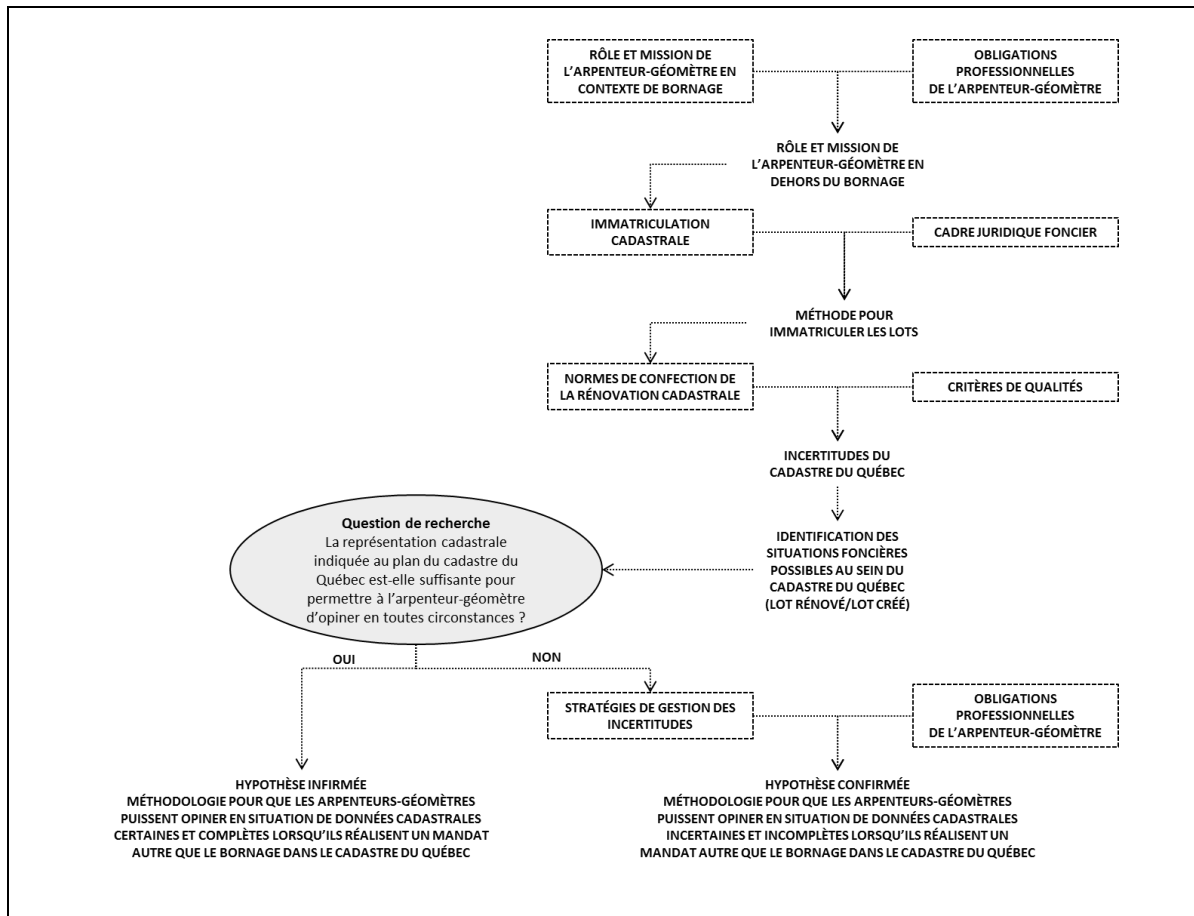 RÔLE ET MISSION DE
L'ARPENTEUR-GÉOMÈTRE EN
CONTEXTE DE BORNAGE
OBLIGATIONS
PROFESSIONNELLES
DE L'ARPENTEUR-GÉOMÈTRE
RÔLE ET MISSION DE
L'ARPENTEUR-GÉOMÈTRE EN
DEHORS DU BORNAGE
IMMATRICULATION
CADASTRALE
CADRE JURIDIQUE FONCIER
MÉTHODE POUR
IMMATRICULER LES LOTS
NORMES DE CONFECTION DE
LA RÉNOVATION CADASTRALE
CRITÈRES DE QUALITÉS
INCERTITUDES DU
CADASTRE DU QUÉBEC
IDENTIFICATION DES
SITUATIONS FONCIÈRES
POSSIBLES AU SEIN DU
CADASTRE DU QUÉBEC
(LOT RÉNOVÉ/LOT CRÉÉ)
Question de recherche
La représentation cadastrale
indiquée au plan du cadastre du
Québec est-elle suffisante pour
permettre à l'arpenteur-géomètre
d'opiner en toutes circonstances ?
OUI
NON
STRATÉGIES DE GESTION DES
INCERTITUDES
OBLIGATIONS
PROFESSIONNELLES
DE L'ARPENTEUR-GÉOMÈTRE
HYPOTHÈSE INFIRMÉE
MÉTHODOLOGIE POUR QUE LES ARPENTEURS-GÉOMÈTRES
PUISSENT OPINER EN SITUATION DE DONNÉES CADASTRALES
CERTAINES ET COMPLÈTES LORSQU'ILS RÉALISENT UN MANDAT
AUTRE QUE LE BORNAGE DANS LE CADASTRE DU QUÉBEC
HYPOTHÈSE CONFIRMÉE
MÉTHODOLOGIE POUR QUE LES ARPENTEURS-GÉOMÈTRES
PUISSENT OPINER EN SITUATION DE DONNÉES CADASTRALES
INCERTAINES ET INCOMPLÈTES LORSQU'ILS RÉALISENT UN
MANDAT AUTRE QUE LE BORNAGE DANS LE CADASTRE DU QUÉBEC